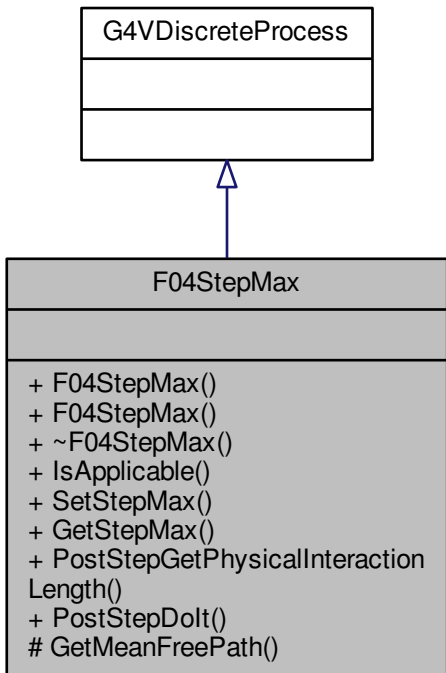 G4VDiscreteProcess
F04StepMax
+ F04StepMax()
+ F04StepMax()
+ ~F04StepMax()
+ IsApplicable()
+ SetStepMax()
+ GetStepMax()
+ PostStepGetPhysicalInteraction
Length()
+ PostStepDoIt()
# GetMeanFreePath()